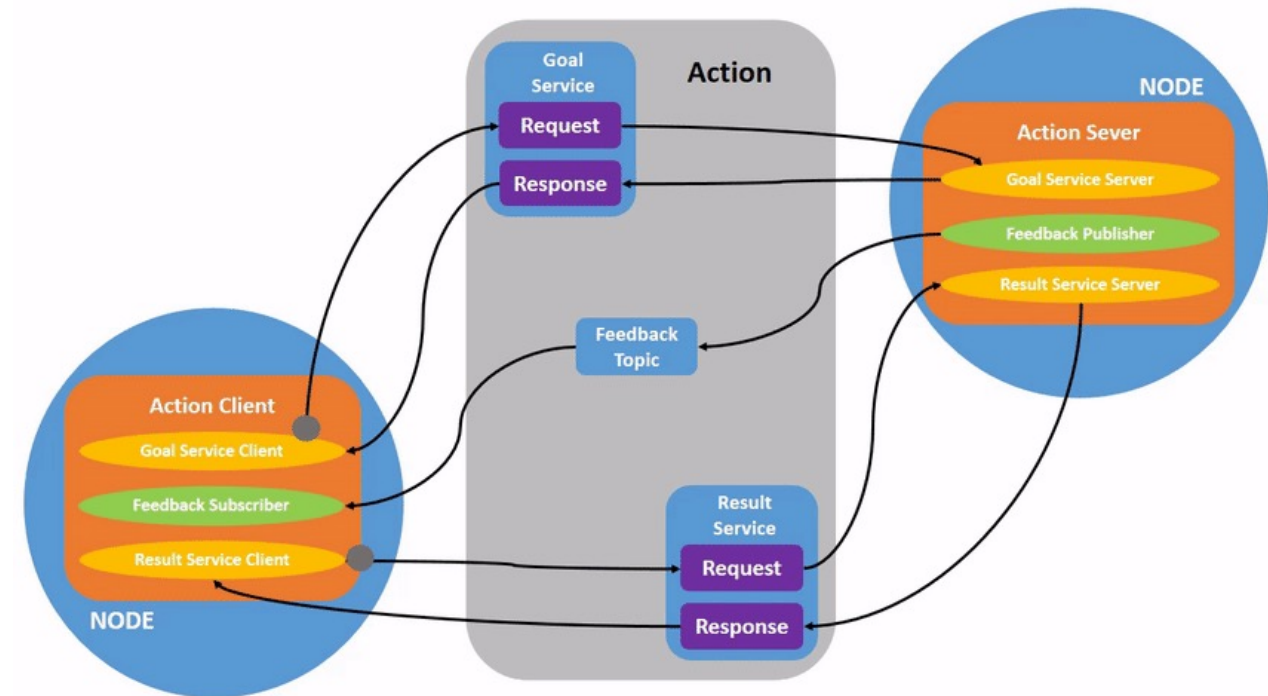 Goal
Service
Request
Response
Action
NODE
Action Sever
Goal Service Server
Feedback Publisher
Result Service Server
Feedback
Topic
Action Client
Goal Service Client
Feedback Subscriber
Result Service Client
NODE
Result
Service
Request
Response